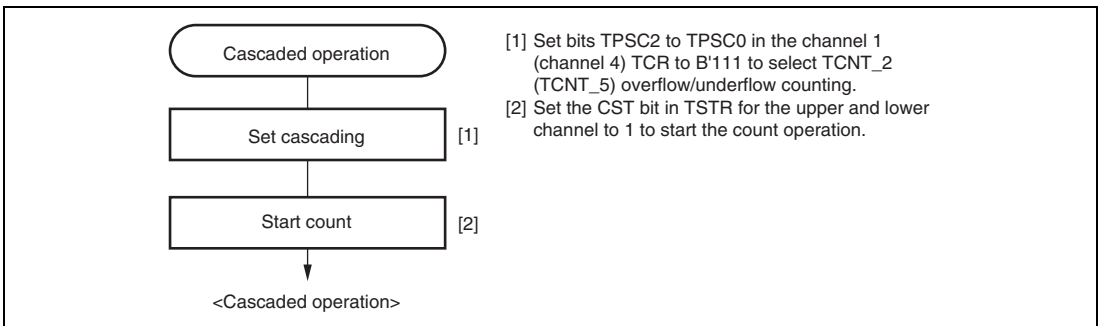 Cascaded operation
Set cascading
[1]
Start count
[2]
<Cascaded operation>
[1] Set bits TPSC2 to TPSC0 in the channel 1
(channel 4) TCR to B'111 to select TCNT_2
(TCNT_5) overflow/underflow counting.
[2] Set the CST bit in TSTR for the upper and lower
channel to 1 to start the count operation.